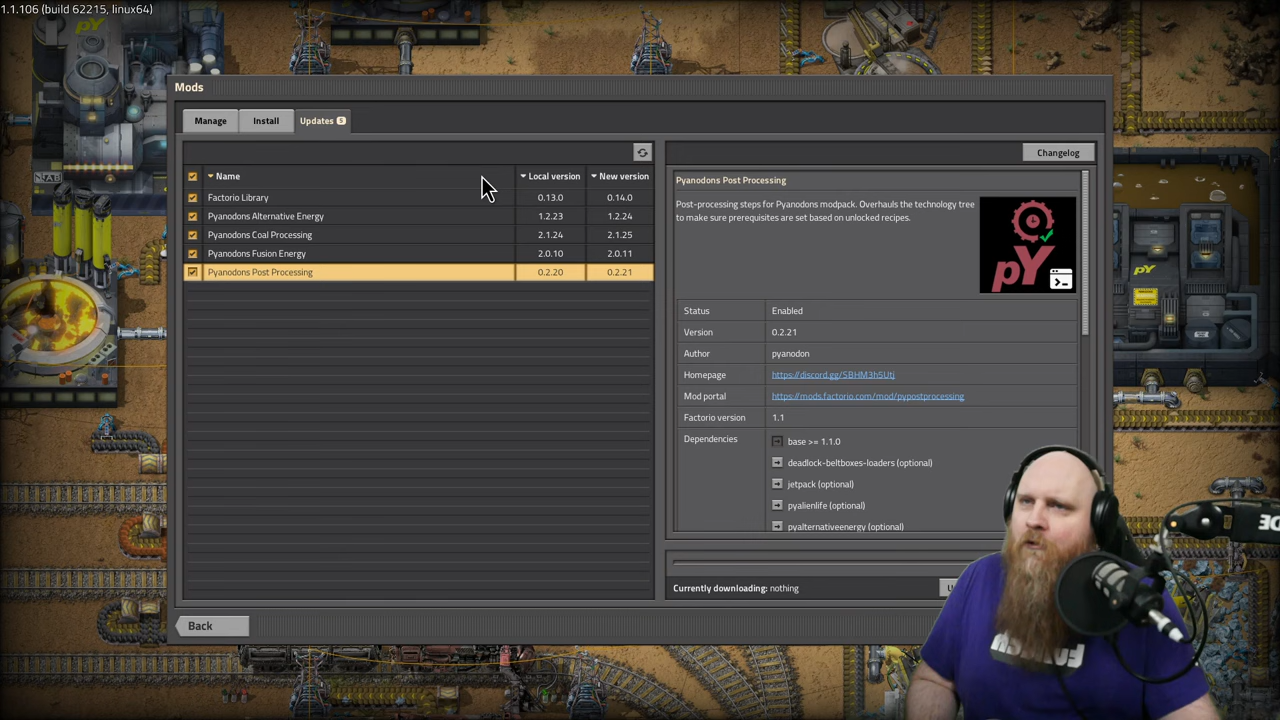 1.1.106 (build 62215, linux64)
pY
Mods
Manage Install Updates 5
Changelog
Name Local version New version
Factorio Library 0.13.0 0.14.0
Pyanodons Alternative Energy 1.2.23 1.2.24
Pyanodons Coal Processing 2.1.24 2.1.25
Pyanodons Fusion Energy 2.0.10 2.0.11
Pyanodons Post Processing 0.2.20 0.2.21
Pyanodons Post Processing
Post-processing steps for Pyanodons modpack. Overhauls the technology tree
to make sure prerequisites are set based on unlocked recipes.
pY
Status Enabled
Version 0.2.21
Author pyanodon
Homepage https://discord.gg/SBHM3h5Utj
Mod portal https://mods.factorio.com/mod/pypostprocessing
Factorio version 1.1
Dependencies base >= 1.1.0
deadlock-beltboxes-loaders (optional)
jetpack (optional)
pyalienlife (optional)
pyalternativeenergy (optional)
Currently downloading: nothing
Back
pY